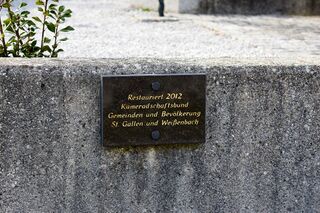 Restauriert 2012
Kameradschaftsbund
Gemeinden und Bevölkerung
St. Gallen und Weißenbach